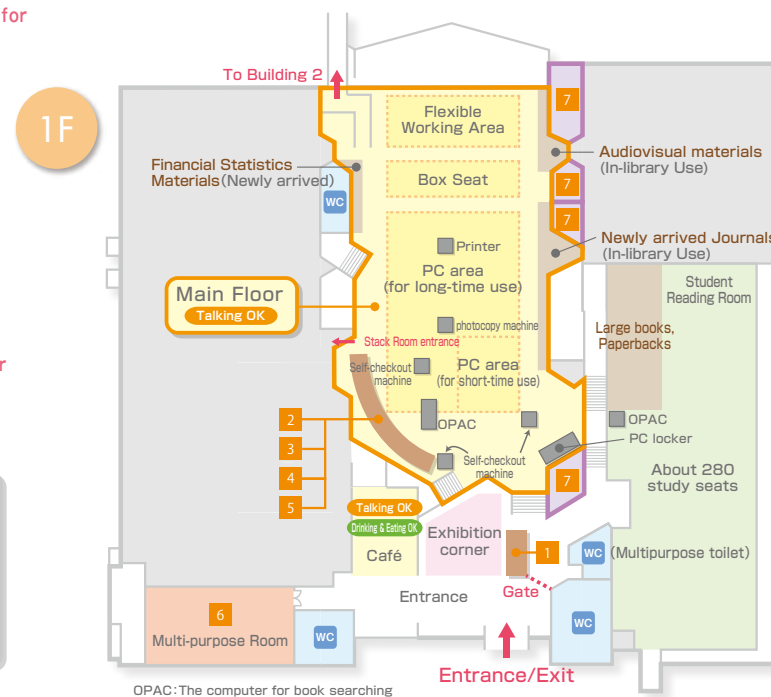 for
1F
To Building 2
Flexible
Working Area
7
Audiovisual materials
(In-library Use)
Financial Statistics
Materials(Newly arrived)
Box Seat
7
WC
7
Newly arrived Journals
(In-library Use)
Printer
PC area
(for long-time use)
Student
Reading Room
Main Floor
Talking OK
photocopy machine
Large books,
Paperbacks
Stack Room entrance
Self-checkout
machine
PC area
(for short-time use)
2
OPAC
OPAC
PC locker
3
Self-checkout
machine
4
7
About 280
study seats
5
Talking OK
Drinking & Eating OK
Café
Exhibition
corner
1
WC
(Multipurpose toilet)
Entrance
Gate
6
Multi-purpose Room
WC
WC
Entrance/Exit
OPAC:The computer for book searching